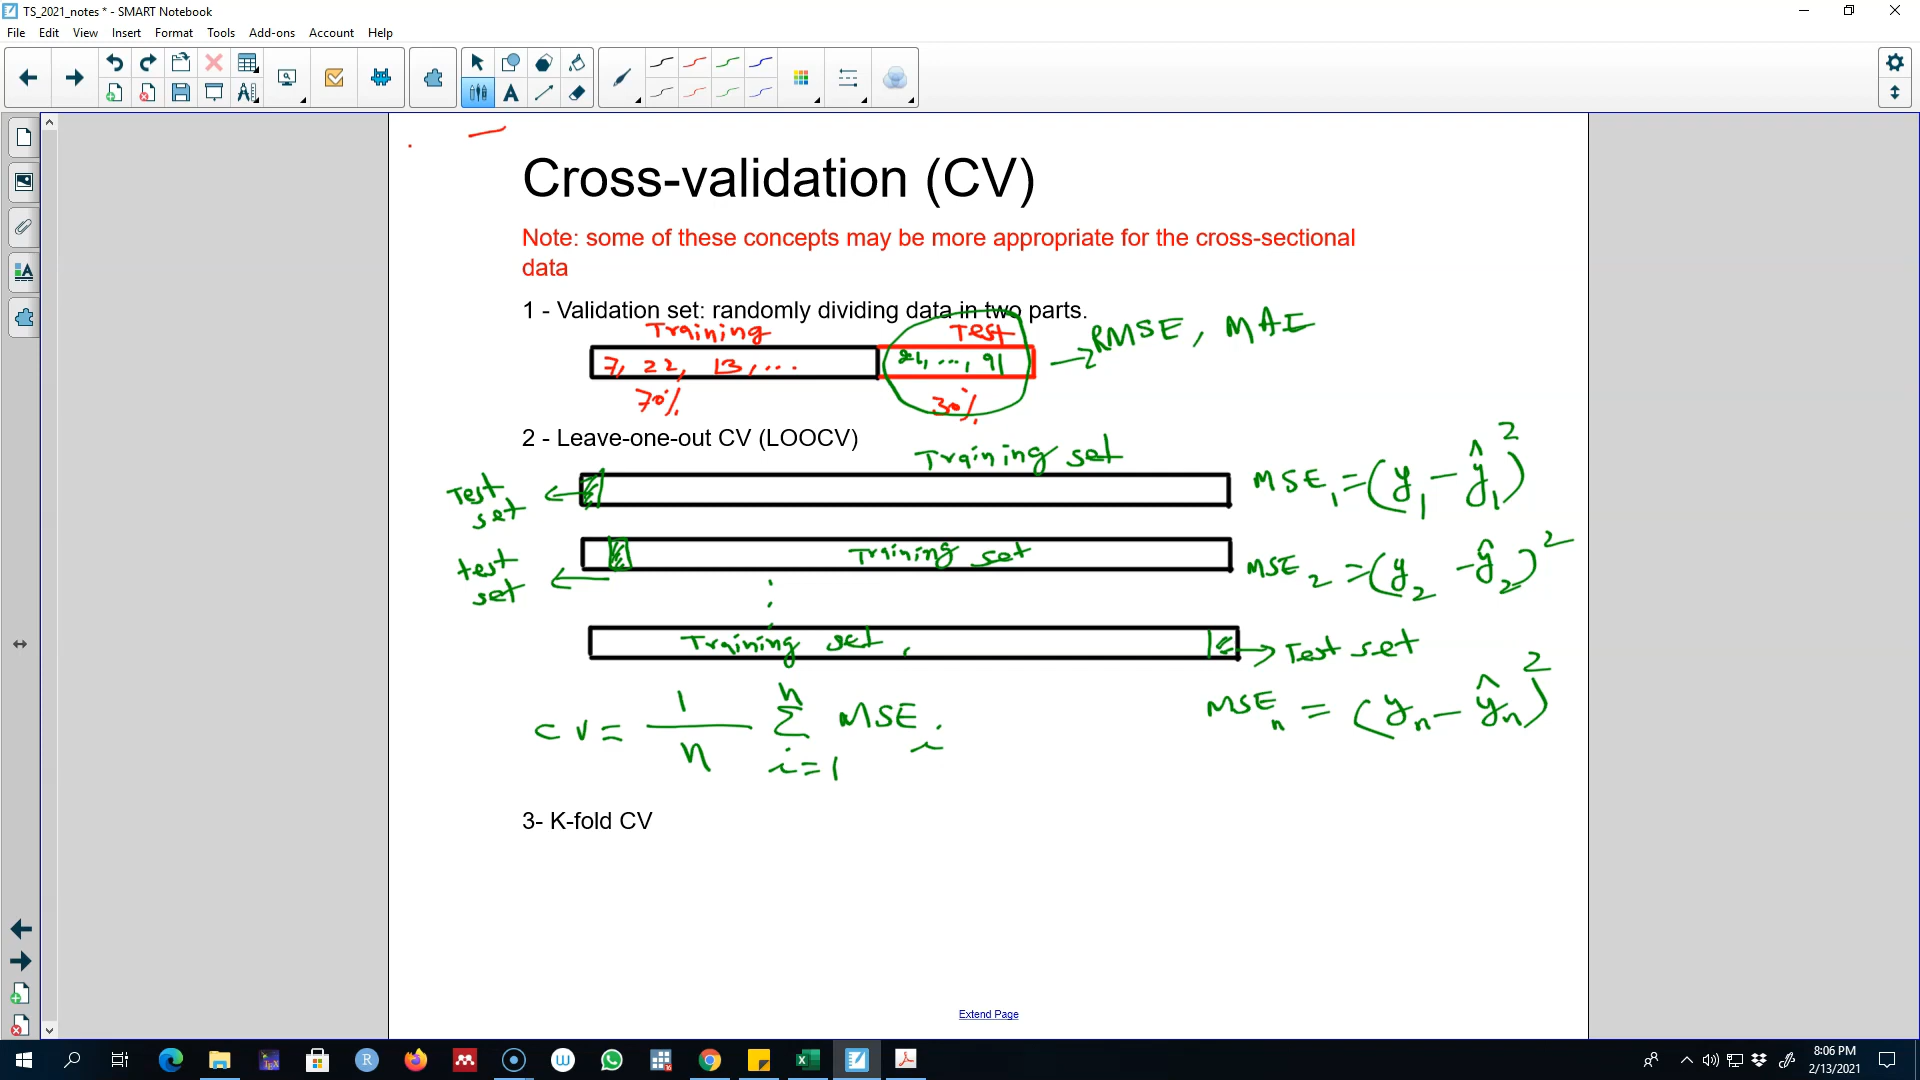 TS_2021_notes * - SMART Notebook
File Edit View Insert Format Tools Add-ons Account Help
Cross-validation (CV)
Note: some of these concepts may be more appropriate for the cross-sectional
data
1 - Validation set: randomly dividing data in two parts.
Training Test
7, 22, 13, ... 21, ..., 91 → RMSE, MAE
70% 30%
2 - Leave-one-out CV (LOOCV)
Training set
Test set MSE₁ = (y₁ - ŷ₁)²
test set Training set MSE₂ = (y₂ - ŷ₂)²
Training set Test set
CV = 1/n Σ i=1 n MSE i MSEₙ = (yₙ - ŷₙ)²
3- K-fold CV
Extend Page
8:06 PM
2/13/2021